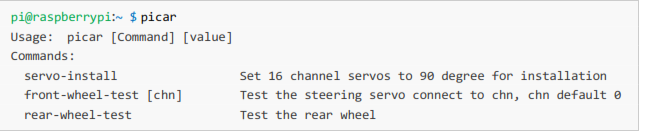 pi@raspberrypi:~ $ picar
Usage:  picar [Command] [value]
Commands:
  servo-install                Set 16 channel servos to 90 degree for installation
  front-wheel-test [chn]       Test the steering servo connect to chn, chn default 0
  rear-wheel-test              Test the rear wheel